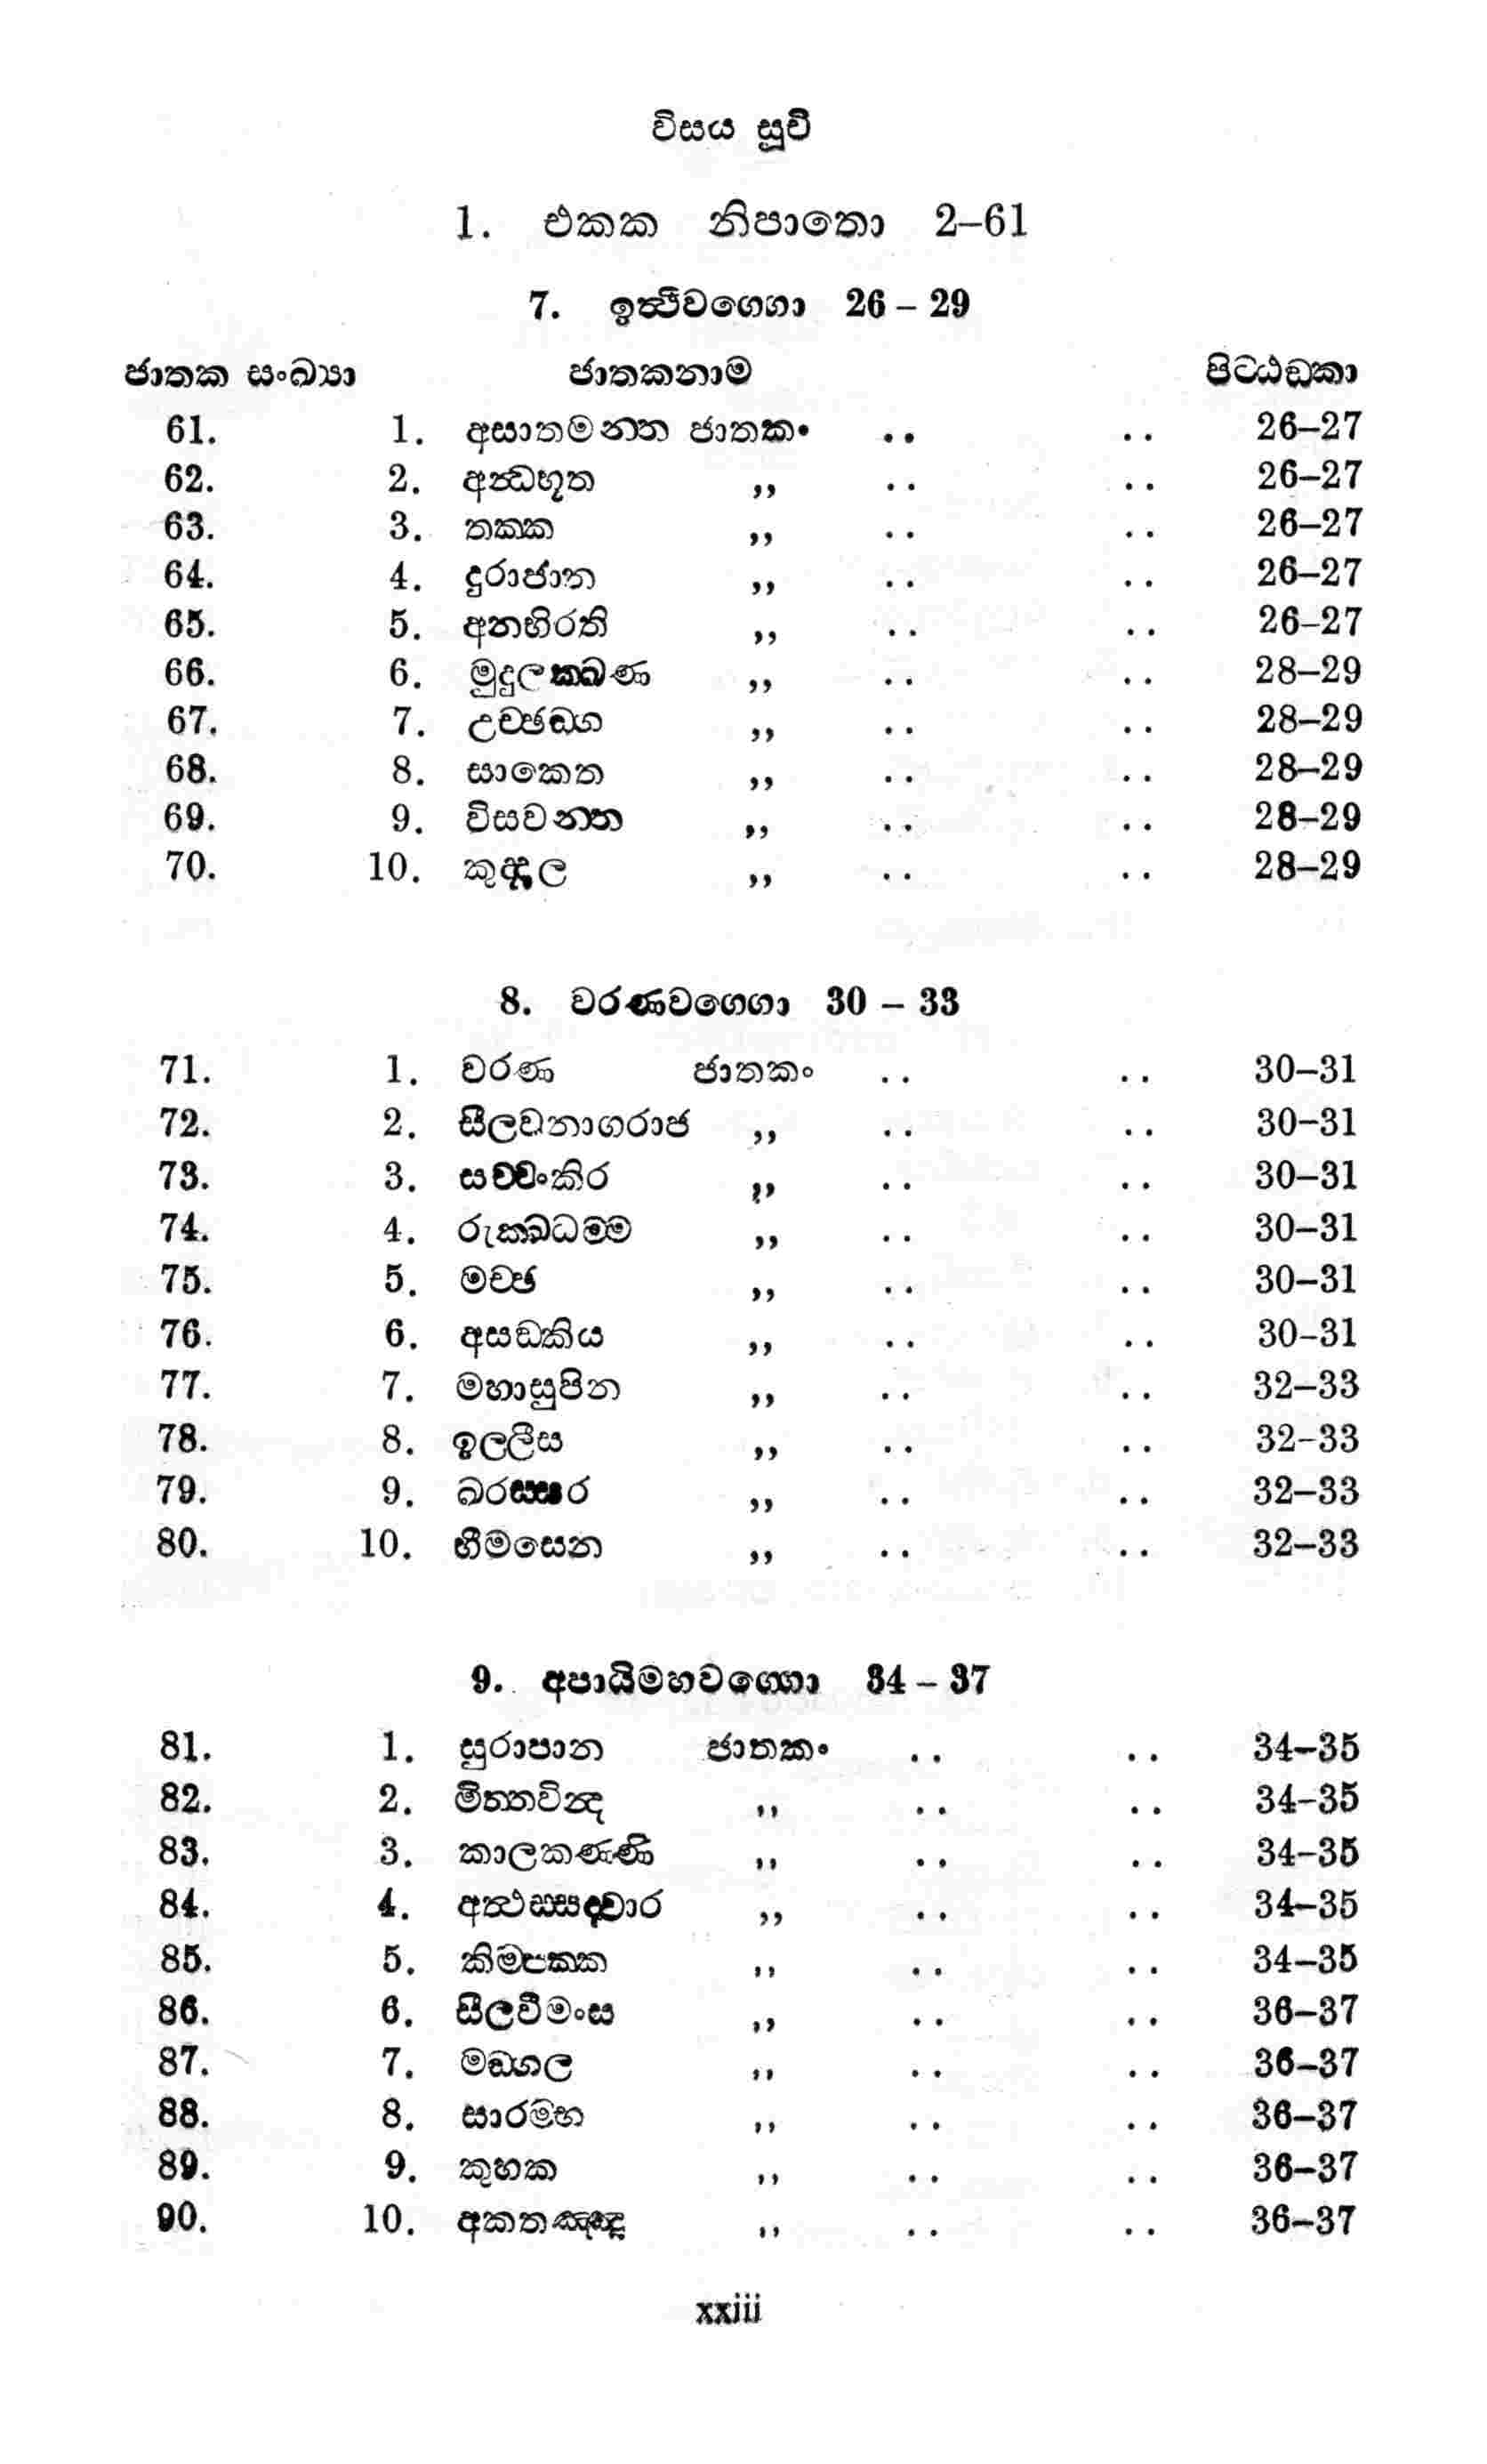 විසය සූචි
1. එකක නිපාතො 2–61
7. ඉත්‍ථිවග‍්ගො 26 – 29
ජාතක සංඛ්‍යා ජාතකනාම පිට‍්ඨඞ‍්කා
61. 1. අසාතමන‍්ත ජාතකං .. .. 26–27
62. 2. අන්‍ධභූත ,, .. .. 26–27
63. 3. තක‍්ක ,, .. .. 26–27
64. 4. දුරාජාන ,, .. .. 26–27
65. 5. අනභිරති ,, .. .. 26–27
66. 6. මුදුලක‍්ඛණ ,, .. .. 28–29
67. 7. උච‍්ඡඞ‍්ග ,, .. .. 28–29
68. 8. සාකෙත ,, .. .. 28–29
69. 9. විසවන‍්ත ,, .. .. 28–29
70. 10. කුද‍්දාල ,, .. .. 28–29
8. වරණවග‍්ගො 30 – 33
71. 1. වරණ ජාතකං .. .. 30–31
72. 2. සීලවනාගරාජ ,, .. .. 30–31
73. 3. සච‍්චංකිර ,, .. .. 30–31
74. 4. රුක‍්ඛධම‍්ම ,, .. .. 30–31
75. 5. මච‍්ඡ ,, .. .. 30–31
76. 6. අසඞ‍්කිය ,, .. .. 30–31
77. 7. මහාසුපින ,, .. .. 32–33
78. 8. ඉල‍්ලීස ,, .. .. 32–33
79. 9. ඛරස‍්සර ,, .. .. 32–33
80. 10. භීමසෙන ,, .. .. 32–33
9. අපායිම‍්හවග‍්ගො 34 – 37
81. 1. සුරාපාන ජාතකං .. .. 34–35
82. 2. මිත‍්තවින්‍ද ,, .. .. 34–35
83. 3. කාලකණ‍්ණි ,, .. .. 34–35
84. 4. අත්‍ථස‍්සද්‍වාර ,, .. .. 34–35
85. 5. කිම‍්පක‍්ක ,, .. .. 34–35
86. 6. සීලවීමංස ,, .. .. 36–37
87. 7. මඞ‍්ගල ,, .. .. 36–37
88. 8. සාරම‍්භ ,, .. .. 36–37
89. 9. කුහක ,, .. .. 36–37
90. 10. අකතඤ‍්ඤූ ,, .. .. 36–37
xxiii